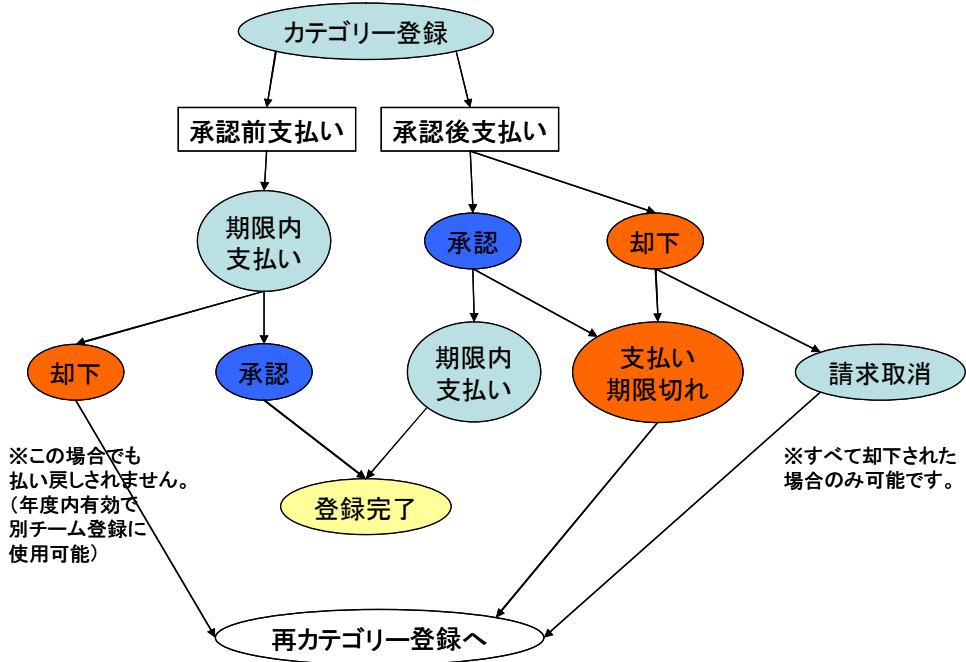 カテゴリー登録
承認前支払い
承認後支払い
期限内
支払い
承認
却下
却下
承認
期限内
支払い
支払い
期限切れ
請求取消
※この場合でも
払い戻しされません。
(年度内有効で
別チーム登録に
使用可能)
※すべて却下された
場合のみ可能です。
登録完了
再カテゴリー登録へ